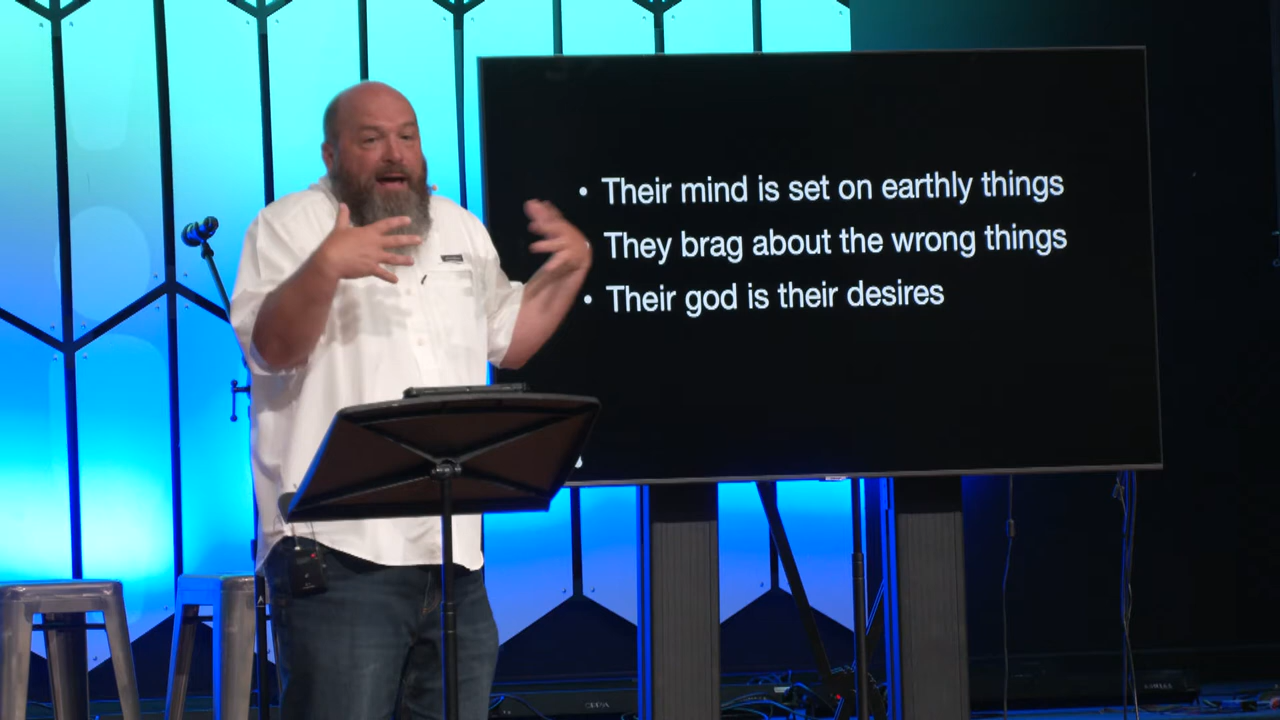 • Their mind is set on earthly things
They brag about the wrong things
• Their god is their desires